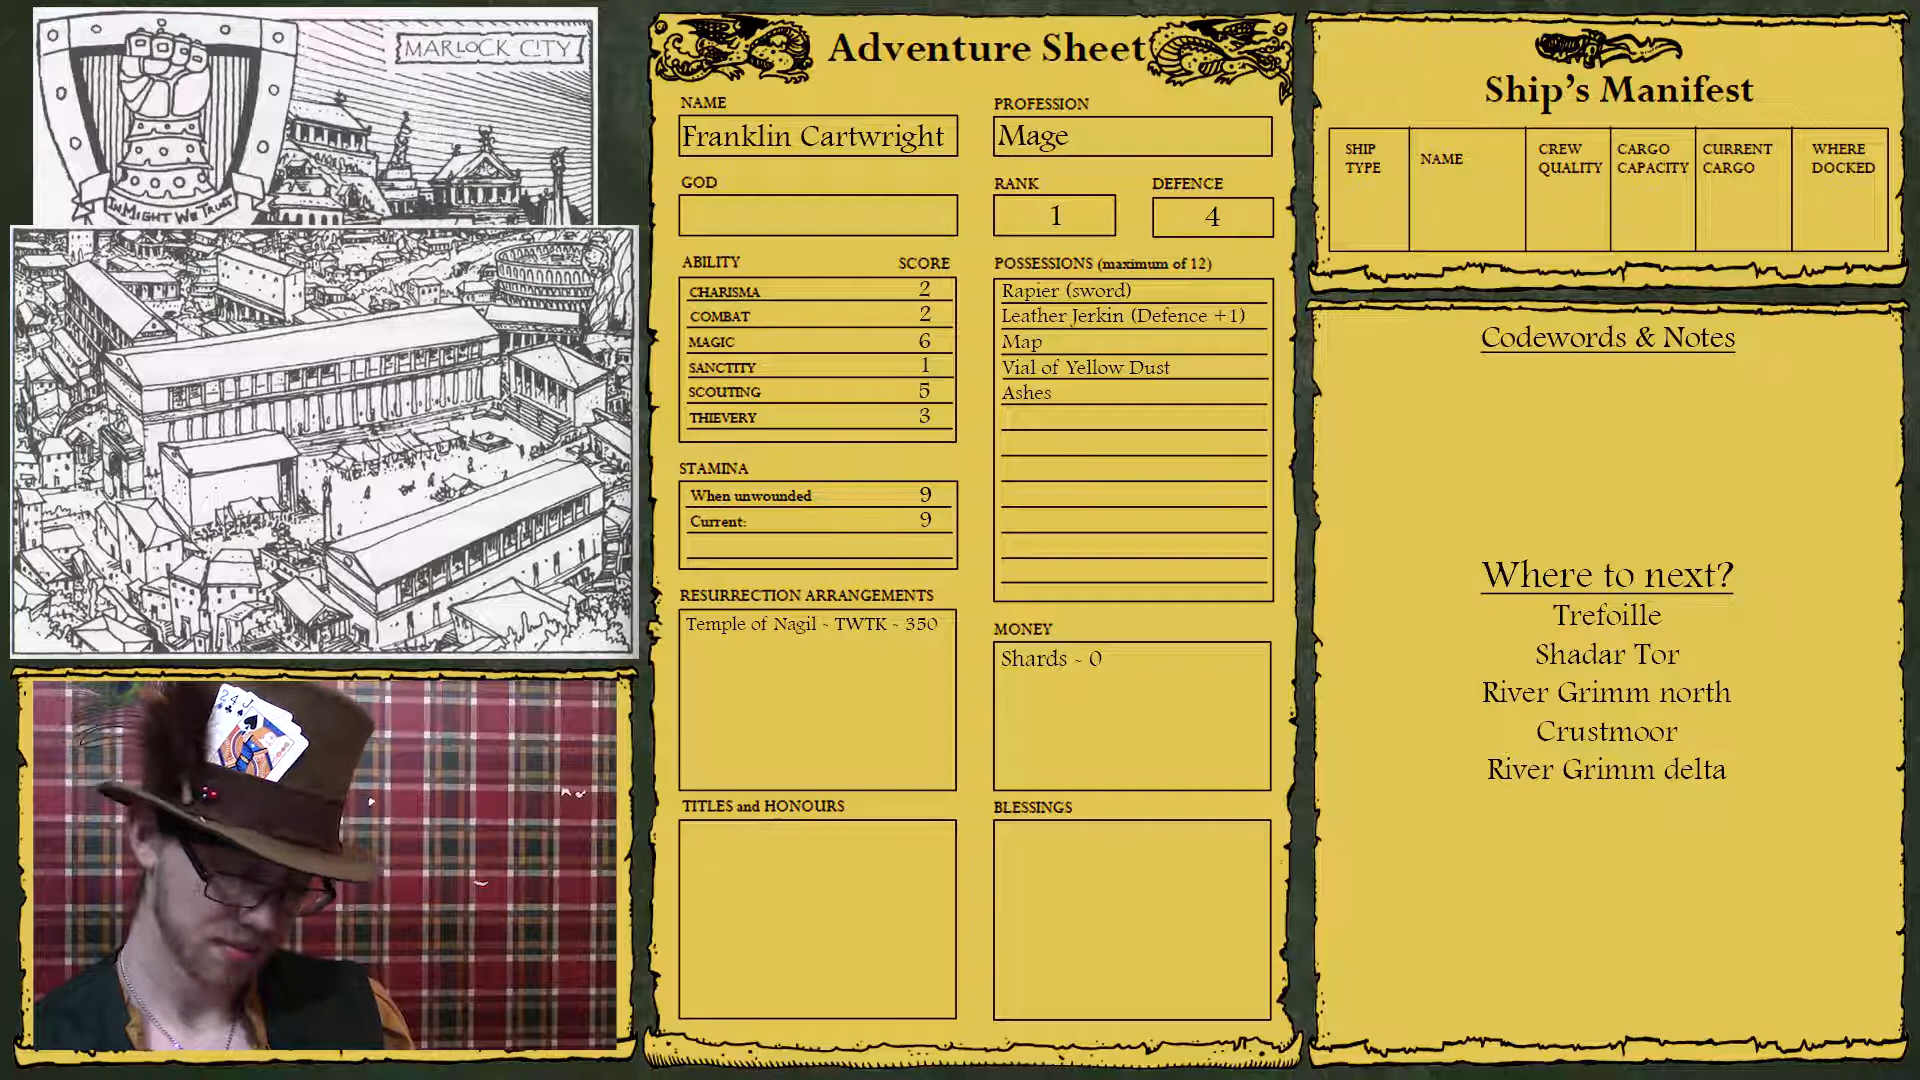 MARLOCK CITY
IN MIGHT WE TRUST
24J
Adventure Sheet
NAME
Franklin Cartwright
PROFESSION
Mage
GOD
RANK
1
DEFENCE
4
ABILITY SCORE
CHARISMA 2
COMBAT 2
MAGIC 6
SANCTITY 1
SCOUTING 5
THIEVERY 3
POSSESSIONS (maximum of 12)
Rapier (sword)
Leather Jerkin (Defence +1)
Map
Vial of Yellow Dust
Ashes
STAMINA
When unwounded 9
Current: 9
RESURRECTION ARRANGEMENTS
Temple of Nagil - TWTK - 350
MONEY
Shards - 0
TITLES and HONOURS
BLESSINGS
Ship's Manifest
SHIP TYPE
NAME
CREW QUALITY
CARGO CAPACITY
CURRENT CARGO
WHERE DOCKED
Codewords & Notes
Where to next?
Trefoille
Shadar Tor
River Grimm north
Crustmoor
River Grimm delta